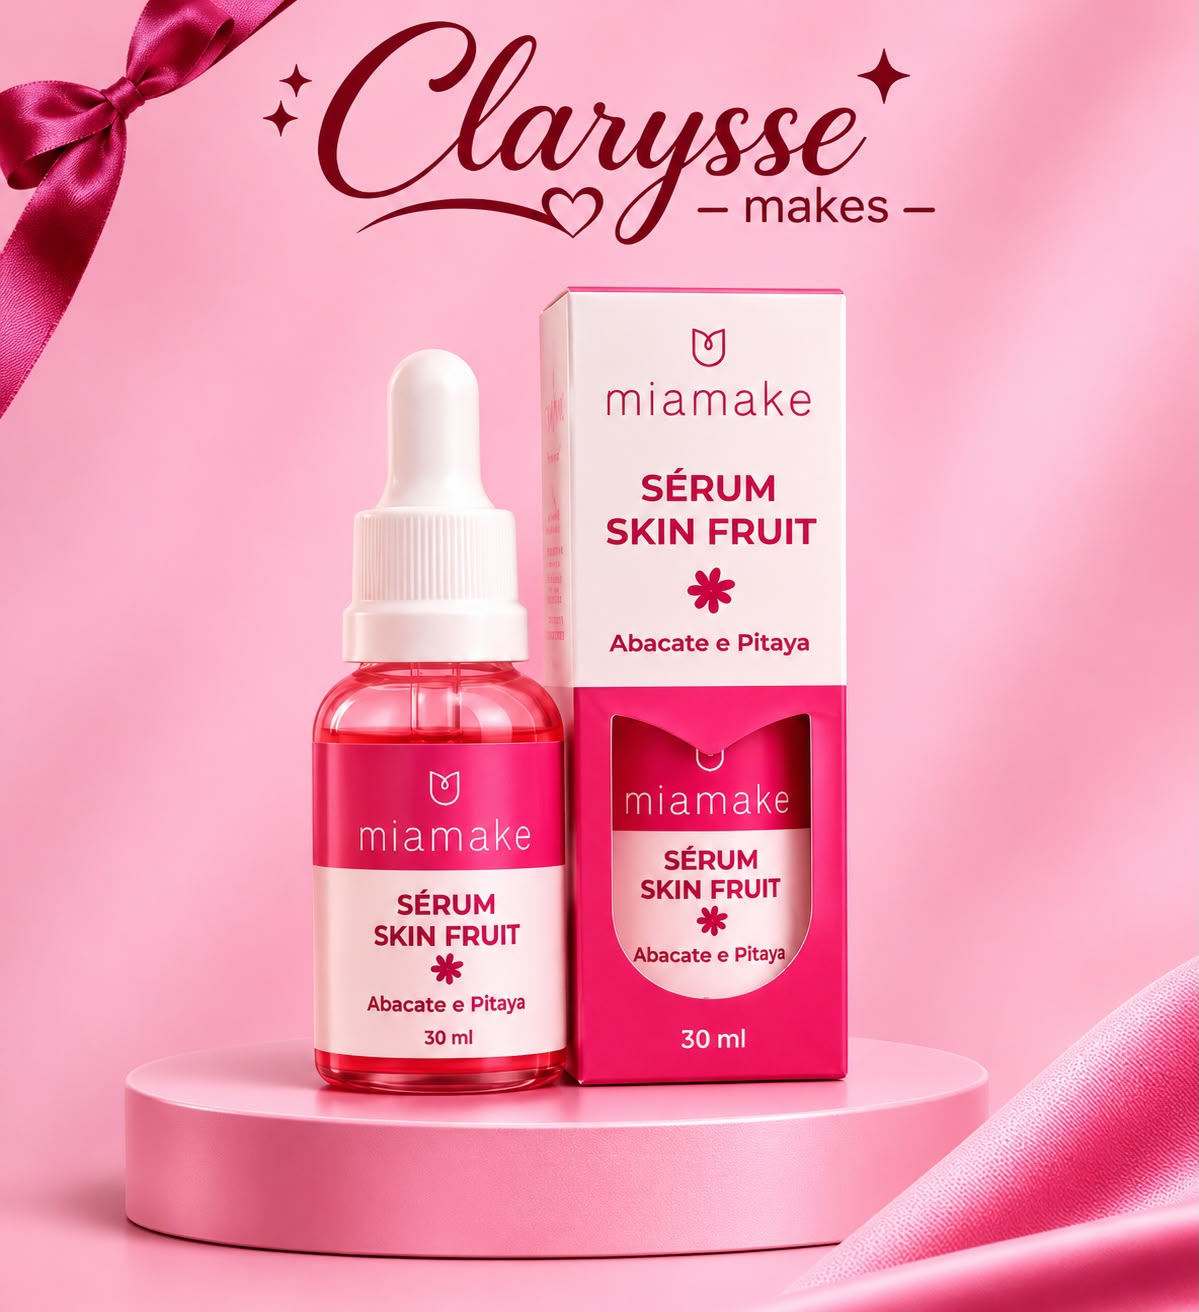 Clarysse
makes
miamake
SÉRUM
SKIN FRUIT
Abacate e Pitaya
miamake
SÉRUM
SKIN FRUIT
Abacate e Pitaya
30 ml
miamake
SÉRUM
SKIN FRUIT
Abacate e Pitaya
30 ml